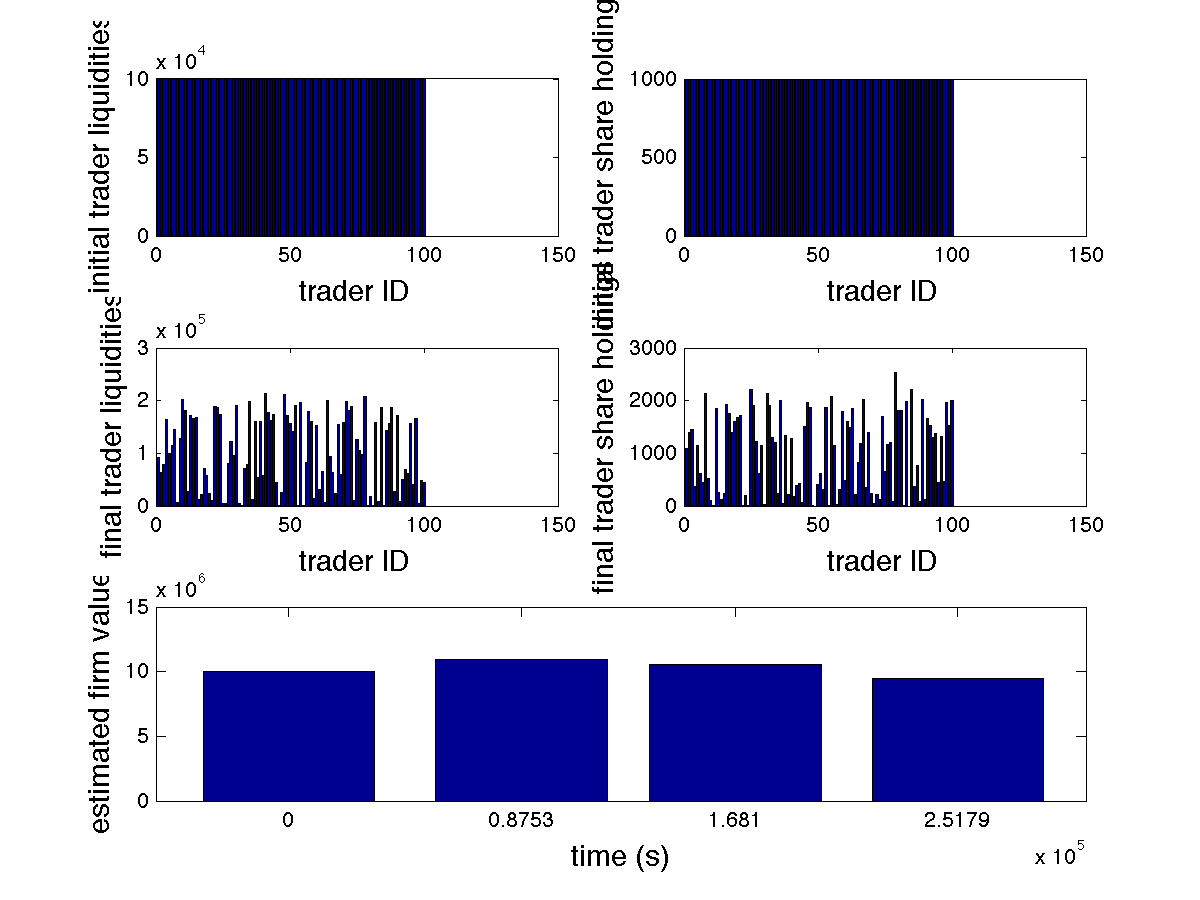 x 10^4
10
5
0
0 50 100 150
trader ID
initial trader liquidities
1000
500
0
0 50 100 150
trader ID
trader share holding
x 10^5
3
2
1
0
0 50 100 150
trader ID
final trader liquidities
3000
2000
1000
0
0 50 100 150
trader ID
final trader share
x 10^6
15
10
5
0
0 0.8753 1.681 2.5179
x 10^5
time (s)
estimated firm value